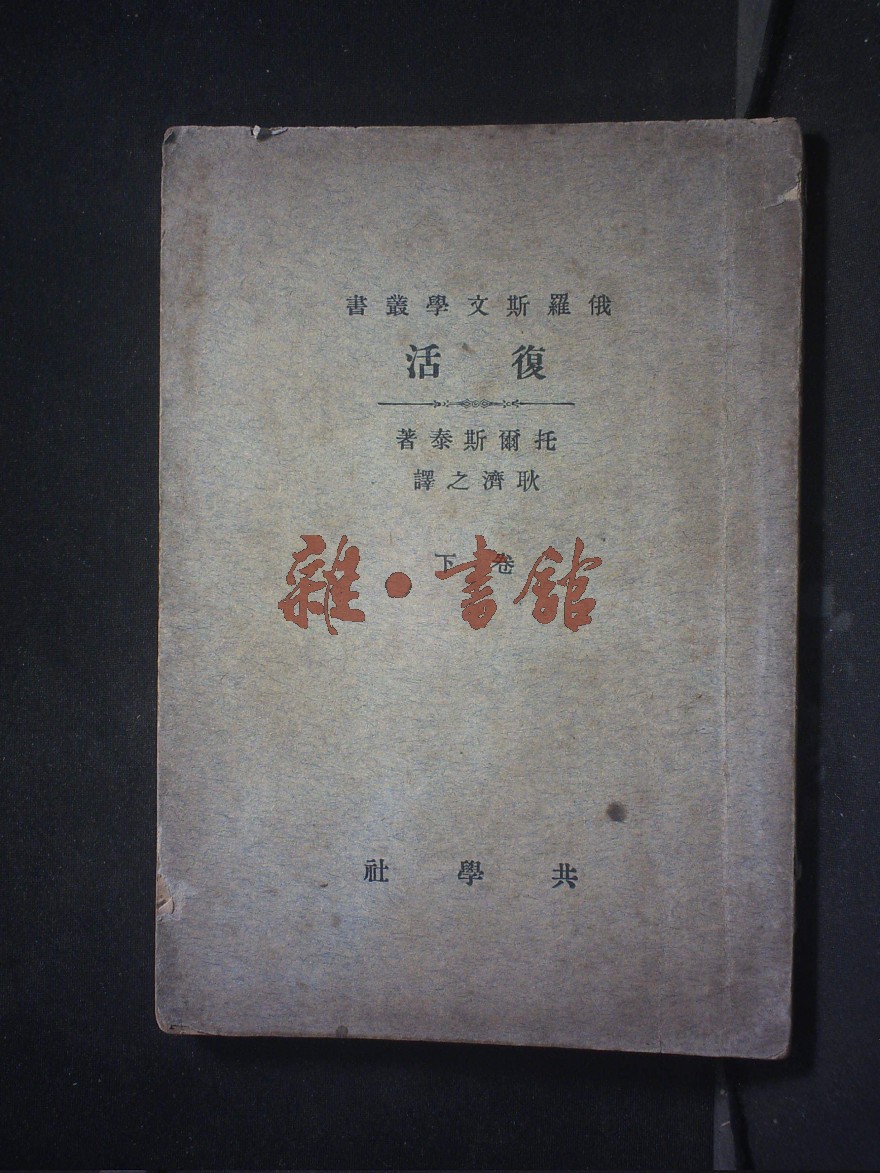 俄羅斯文學叢書
復活
托爾斯泰著
耿濟之譯
卷下
雜·書館
共學社